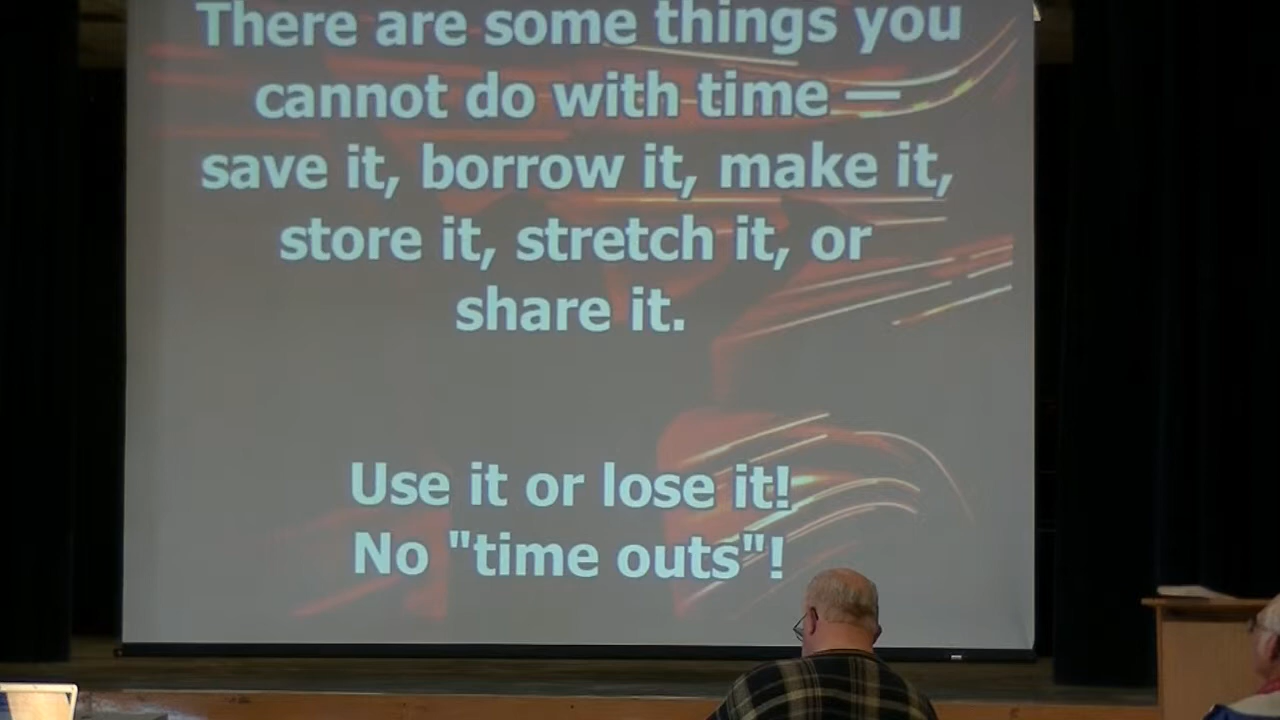 There are some things you
cannot do with time —
save it, borrow it, make it,
store it, stretch it, or
share it.
Use it or lose it!
No "time outs"!